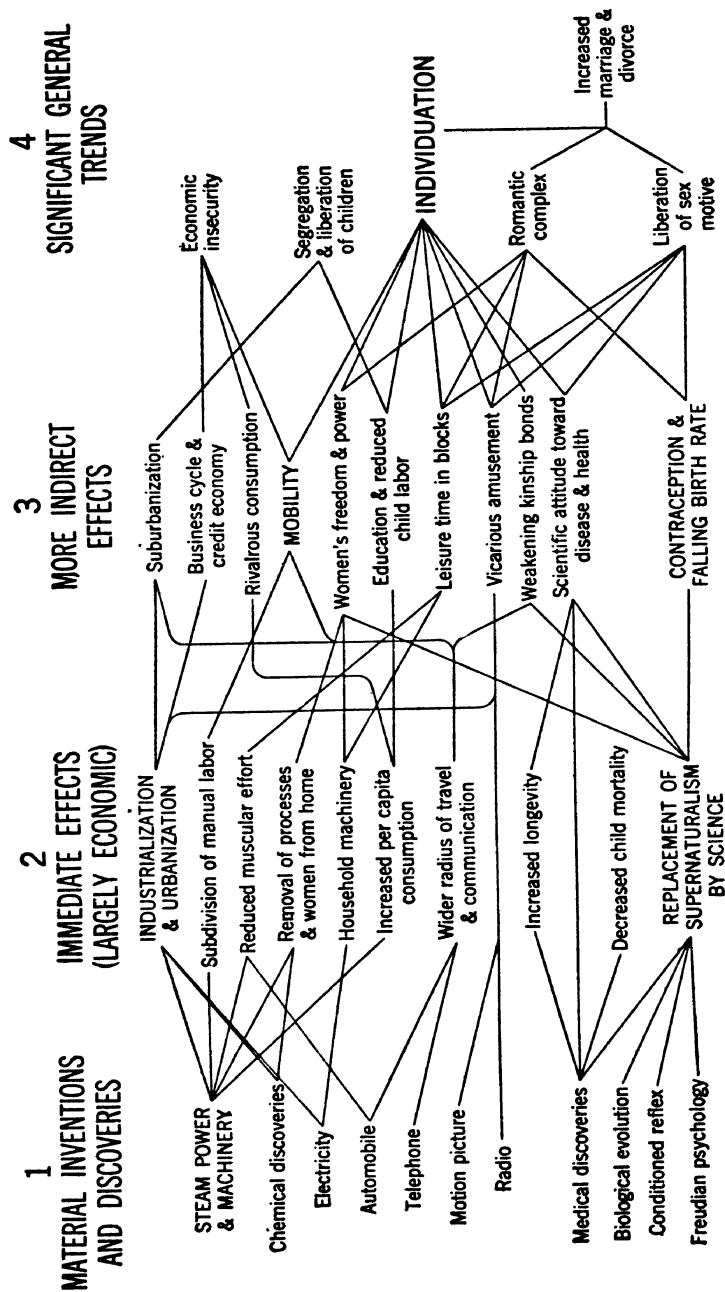 1
MATERIAL INVENTIONS
AND DISCOVERIES
STEAM POWER
& MACHINERY
Chemical discoveries
Electricity
Automobile
Telephone
Motion picture
Radio
Medical discoveries
Biological evolution
Conditioned reflex
Freudian psychology
2
IMMEDIATE EFFECTS
(LARGELY ECONOMIC)
INDUSTRIALIZATION
& URBANIZATION
Subdivision of manual labor
Reduced muscular effort
Removal of processes
& women from home
Household machinery
Increased per capita
consumption
Wider radius of travel
& communication
Increased longevity
Decreased child mortality
REPLACEMENT OF
SUPERNATURALISM
BY SCIENCE
3
MORE INDIRECT
EFFECTS
Suburbanization
Business cycle &
credit economy
Rivalrous consumption
MOBILITY
Women's freedom & power
Education & reduced
child labor
Leisure time in blocks
Vicarious amusement
Weakening kinship bonds
Scientific attitude toward
disease & health
CONTRACEPTION &
FALLING BIRTH RATE
4
SIGNIFICANT GENERAL
TRENDS
Economic
insecurity
Segregation
& liberation
of children
INDIVIDUATION
Romantic
complex
Liberation
of sex
motive
Increased
marriage &
divorce